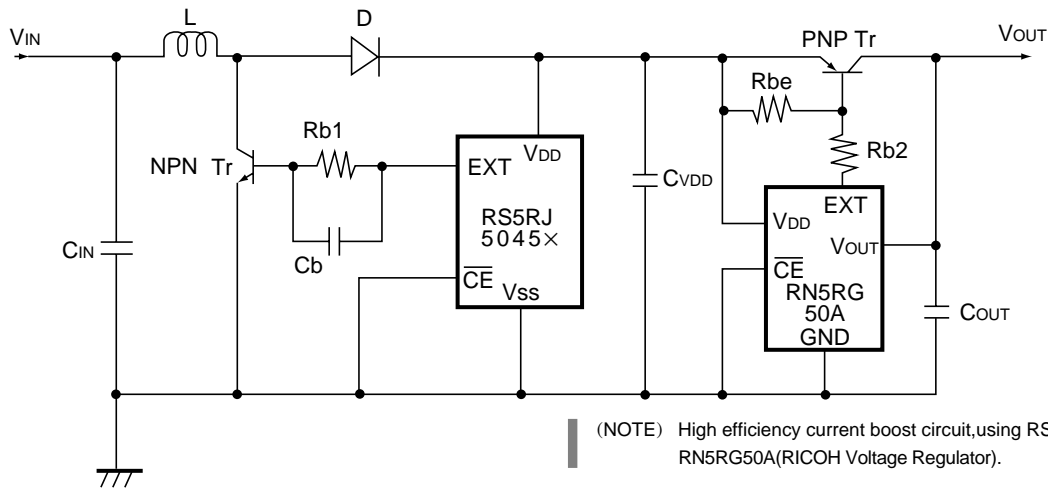 L
D
PNP Tr
VIN
VOUT
Rbe
Rb1
Rb2
VDD
NPN Tr
EXT
CVDD
RS5RJ
5045×
EXT
VDD
VOUT
CIN
Cb
CE
Vss
CE
RN5RG
50A
GND
COUT
(NOTE) High efficiency current boost circuit,using
RN5RG50A(RICOH Voltage Regulator).